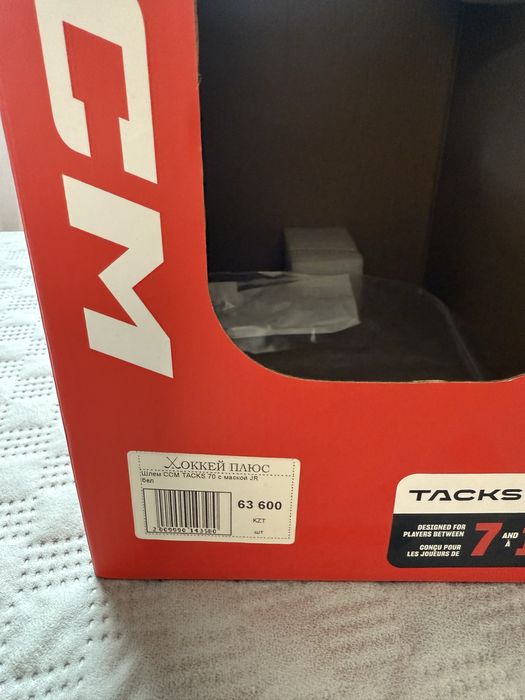 CCM
ХОККЕЙ ПЛЮС
Шлем CCM TACKS 70 с маской JR
бел
63 600
KZT
шт
TACKS
DESIGNED FOR
PLAYERS BETWEEN
7 AND
CONÇU POUR
LES JOUEURS DE
À